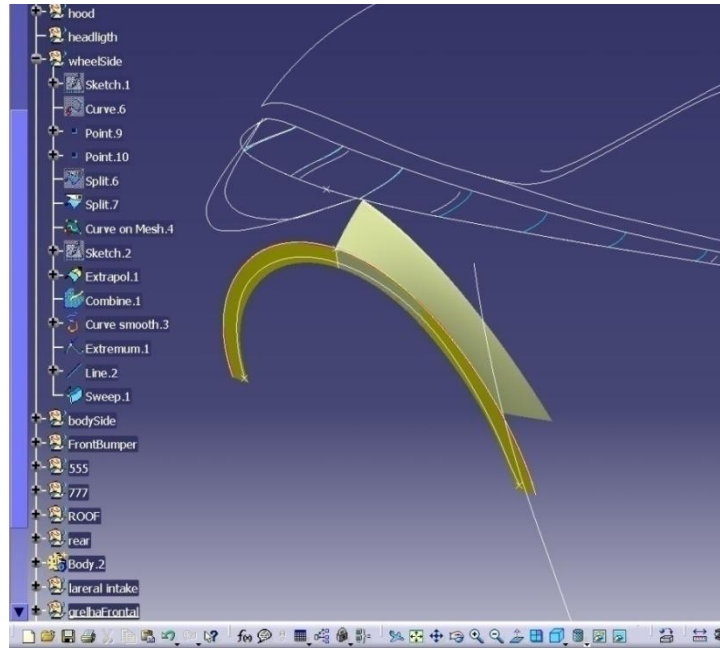 hood
headligth
wheelSide
Sketch.1
Curve.6
Point.9
Point.10
Split.6
Split.7
Curve on Mesh.4
Sketch.2
Extrapol.1
Combine.1
Curve smooth.3
Extremum.1
Line.2
Sweep.1
bodySide
FrontBumper
555
777
ROOF
rear
Body.2
lareral intake
grelhaFrontal
f(x)